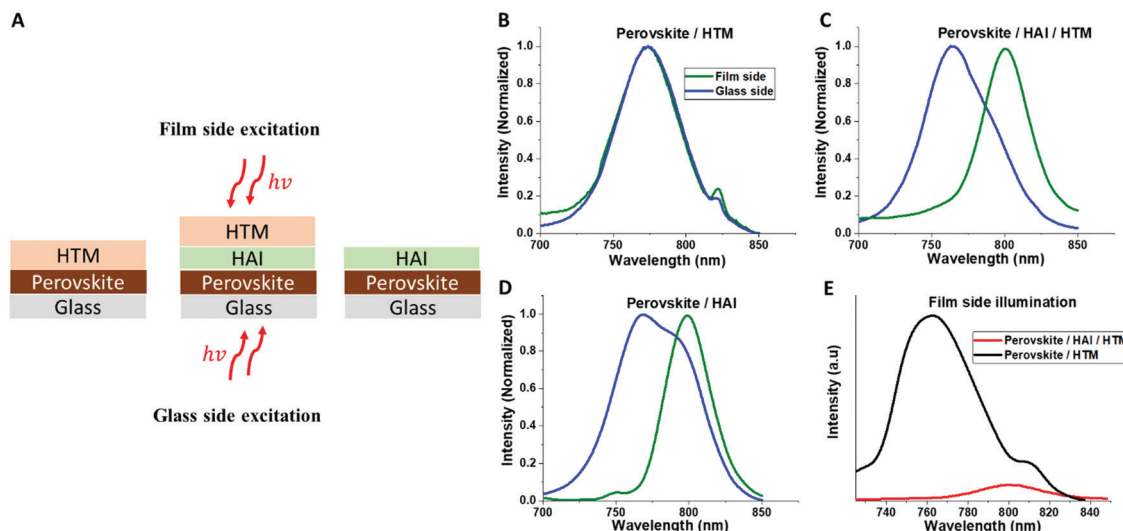 A
Film side excitation
hν
HTM
Perovskite
Glass
HTM
HAI
Perovskite
Glass
HAI
Perovskite
Glass
hν
Glass side excitation
B
Perovskite / HTM
Film side
Glass side
Intensity (Normalized)
1.0
0.8
0.6
0.4
0.2
0.0
700
750
800
850
Wavelength (nm)
C
Perovskite / HAI / HTM
Intensity (Normalized)
1.0
0.8
0.6
0.4
0.2
0.0
700
750
800
850
Wavelength (nm)
D
Perovskite / HAI
Intensity (Normalized)
1.0
0.8
0.6
0.4
0.2
0.0
700
750
800
850
Wavelength (nm)
E
Film side illumination
Perovskite / HAI / HTM
Perovskite / HTM
Intensity (a.u)
740
760
780
800
820
840
Wavelength (nm)